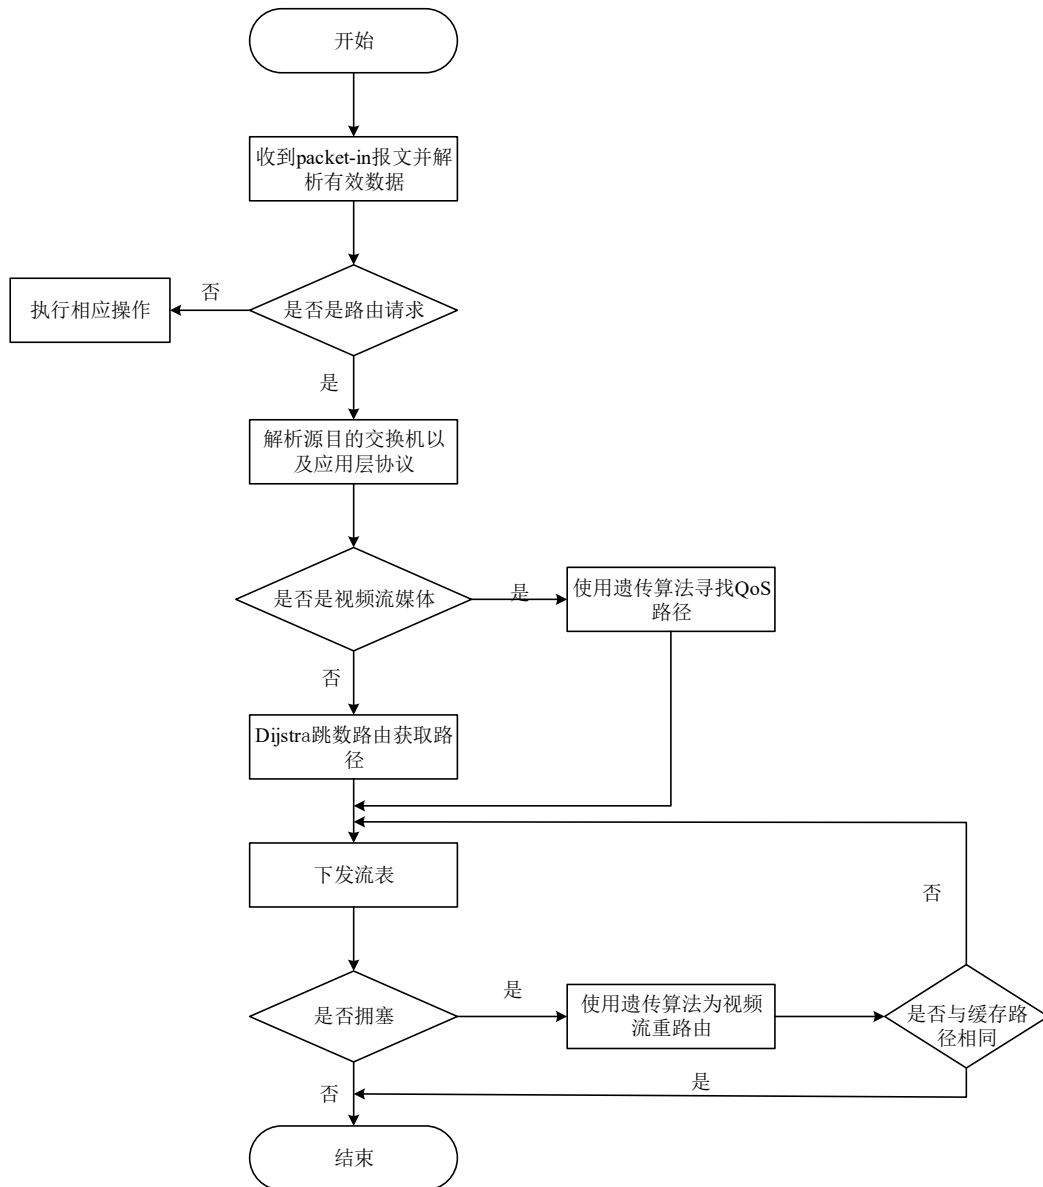 开始
收到packet-in报文并解
析有效数据
否
是否是路由请求
执行相应操作
是
解析源目的交换机以
及应用层协议
是否是视频流媒体
是
使用遗传算法寻找QoS
路径
否
Dijstra跳数路由获取路
径
下发流表
否
是否拥塞
是
使用遗传算法为视频
流重路由
是否与缓存路
径相同
是
否
结束